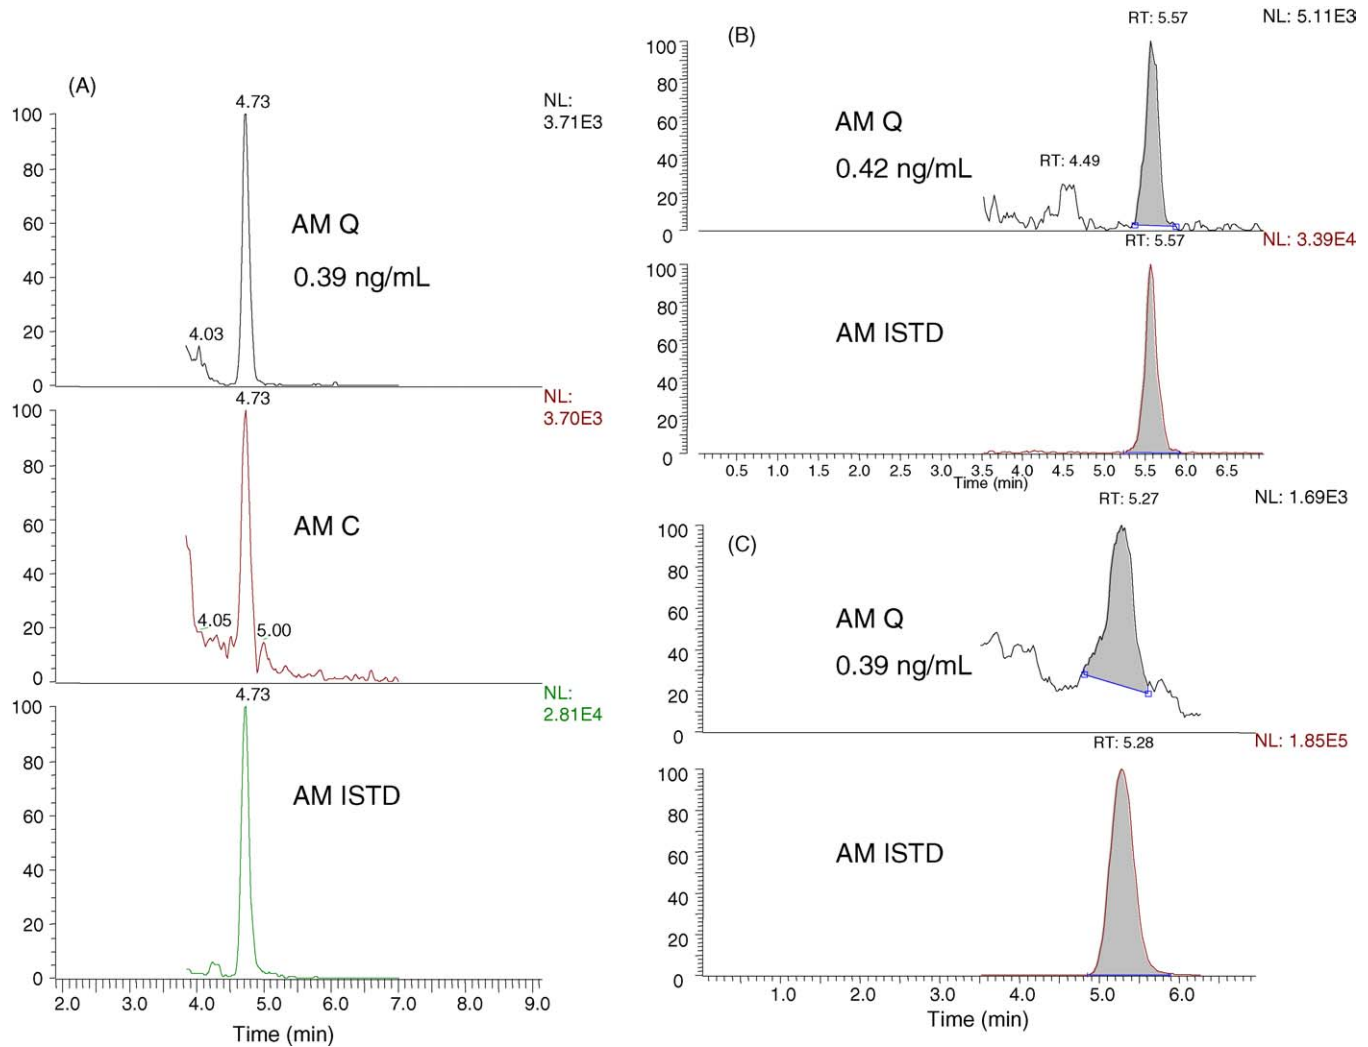 (A)
4.73
NL:
3.71E3
100
80
60
40
20
0
AM Q
0.39 ng/mL
4.03
4.73
NL:
3.70E3
100
80
60
40
20
0
AM C
4.05
5.00
4.73
NL:
2.81E4
100
80
60
40
20
0
AM ISTD
2.0 3.0 4.0 5.0 6.0 7.0 8.0 9.0
Time (min)
(B)
RT: 5.57
NL: 5.11E3
100
80
60
40
20
0
AM Q
0.42 ng/mL
RT: 4.49
RT: 5.57
NL: 3.39E4
100
80
60
40
20
0
AM ISTD
0.5 1.0 1.5 2.0 2.5 3.0 3.5 4.0 4.5 5.0 5.5 6.0 6.5
Time (min)
(C)
RT: 5.27
NL: 1.69E3
100
80
60
40
20
0
AM Q
0.39 ng/mL
RT: 5.28
NL: 1.85E5
100
80
60
40
20
0
AM ISTD
1.0 2.0 3.0 4.0 5.0 6.0
Time (min)